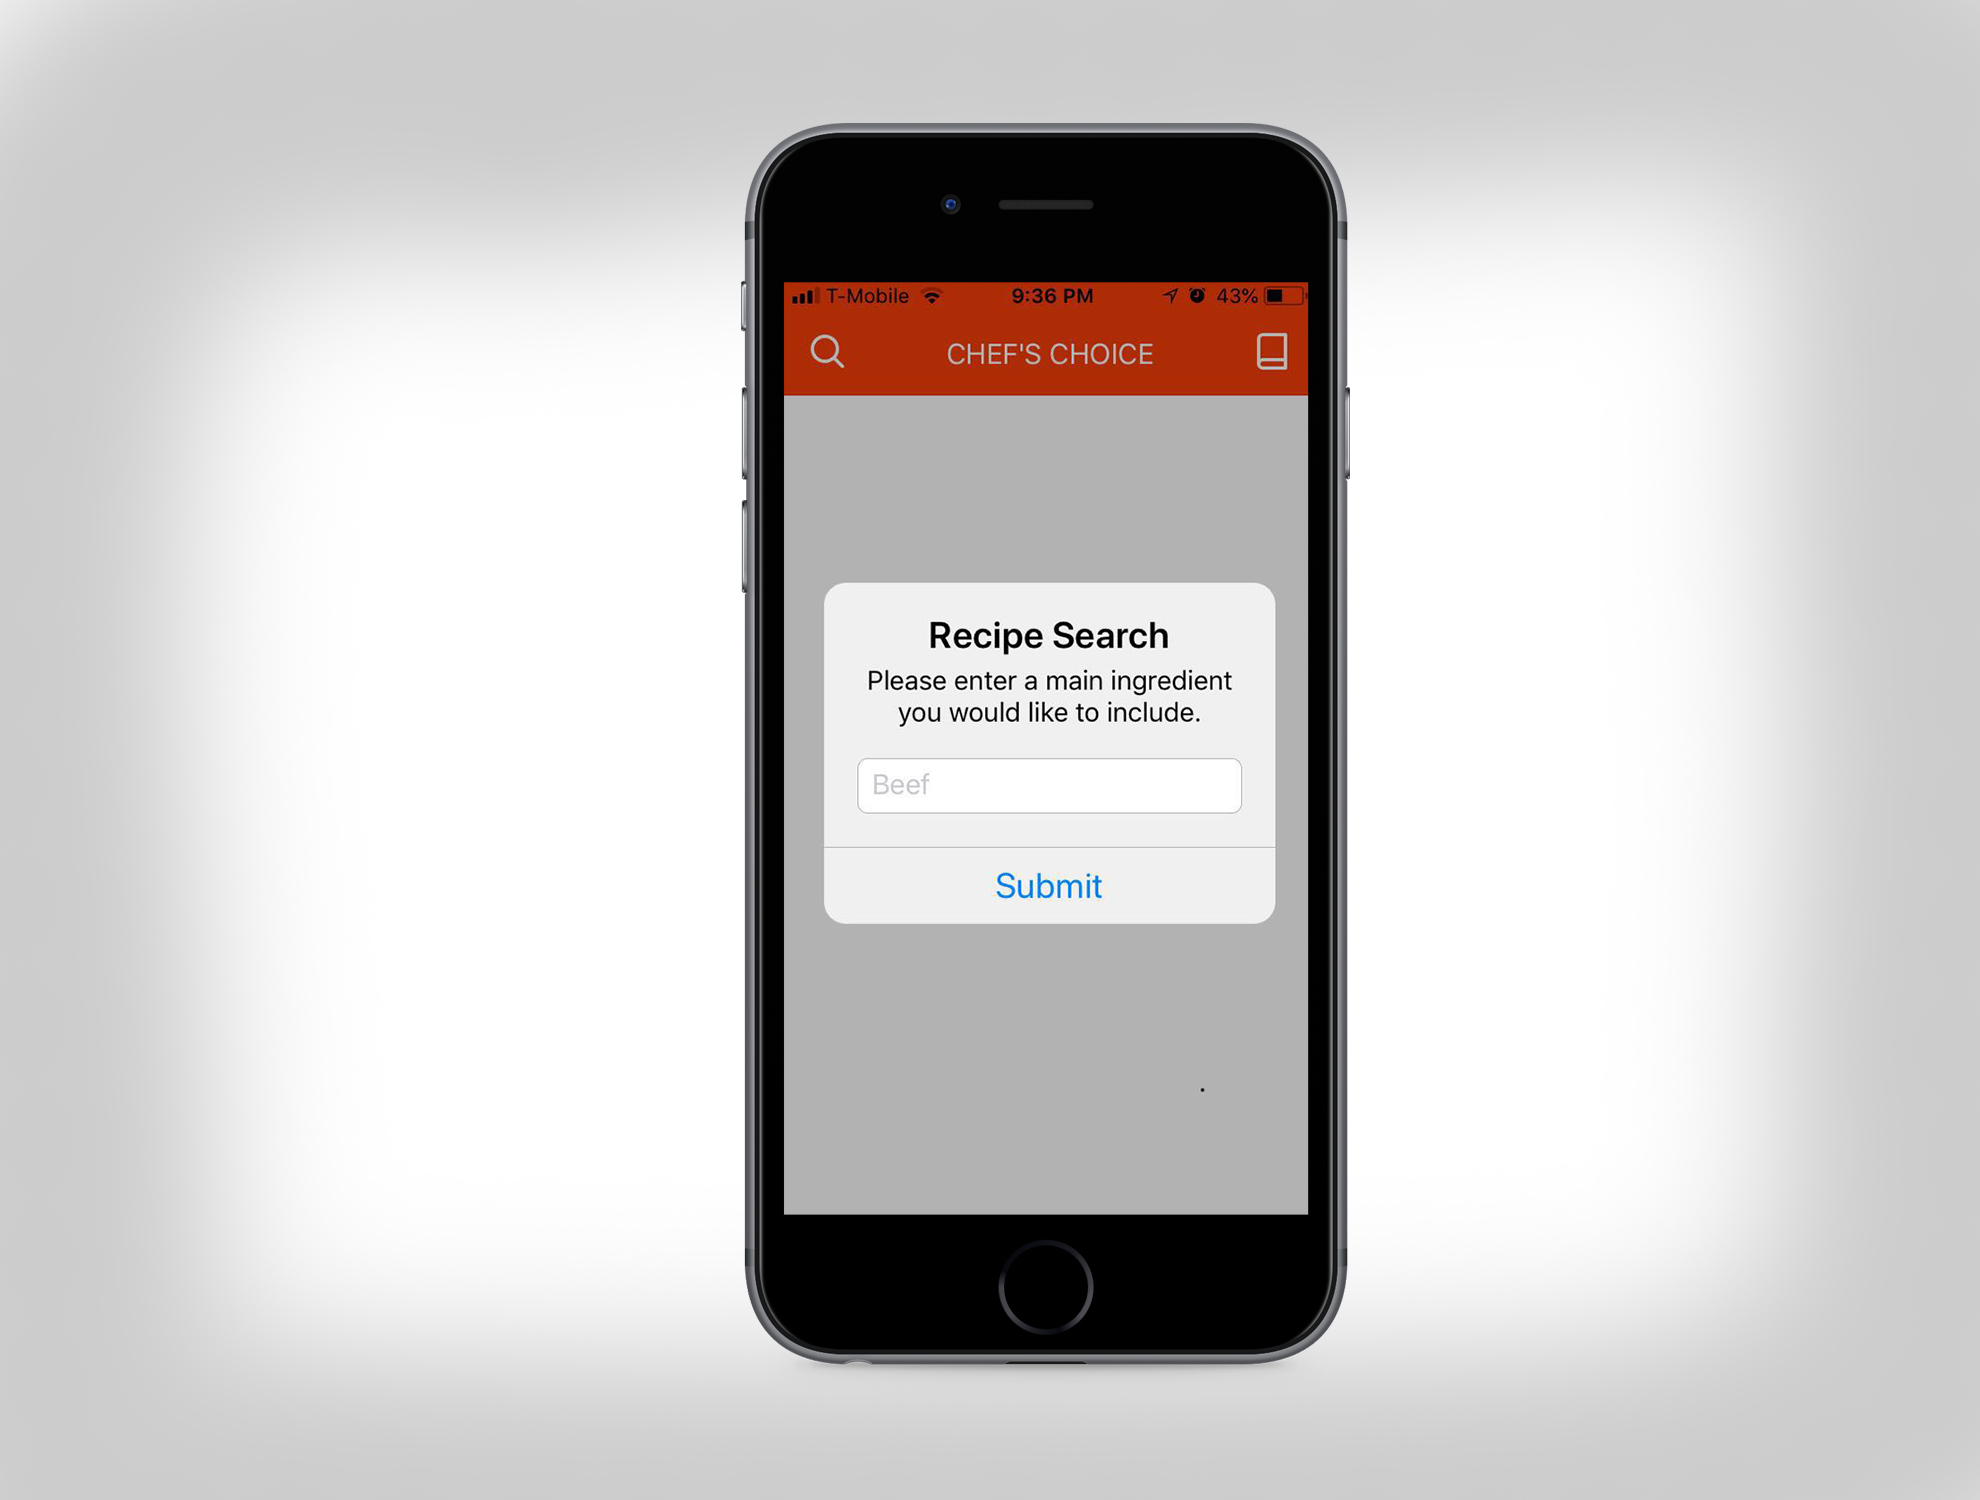 T-Mobile 9:36 PM 43%
CHEF'S CHOICE
Recipe Search
Please enter a main ingredient
you would like to include.
Beef
Submit